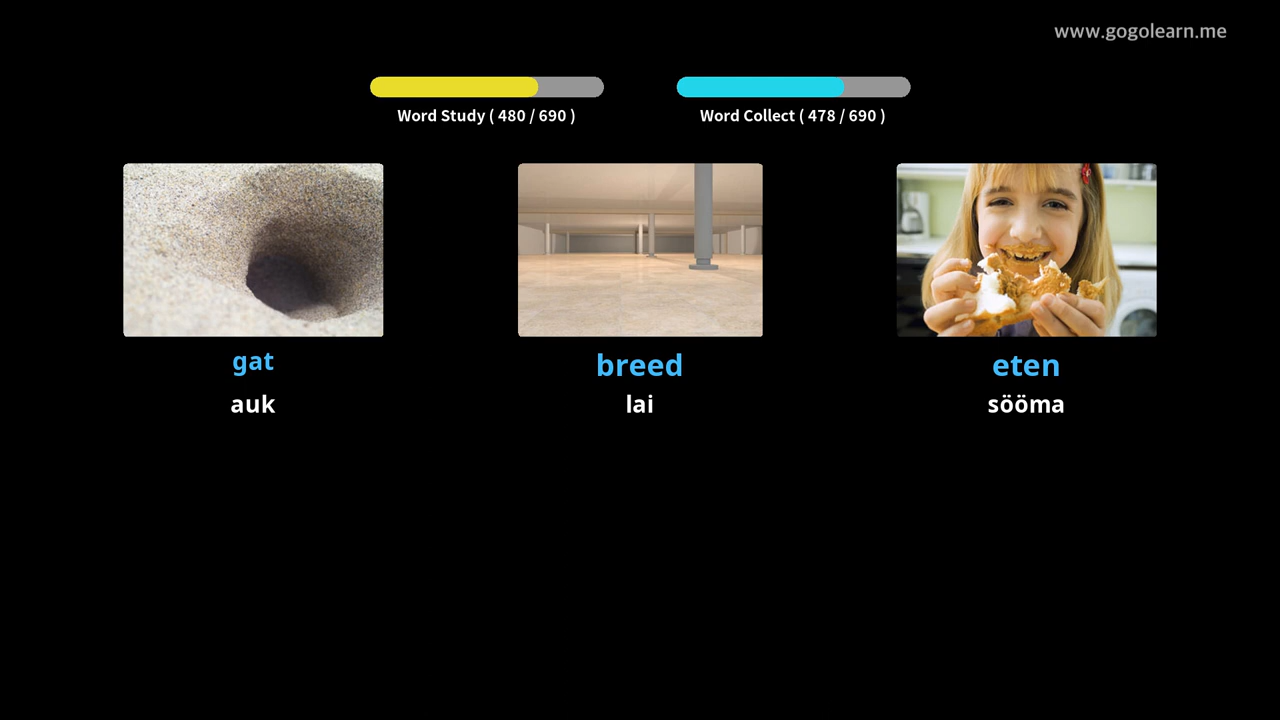 www.gogolearn.me
Word Study ( 480 / 690 )
Word Collect ( 478 / 690 )
gat
breed
eten
auk
lai
sööma